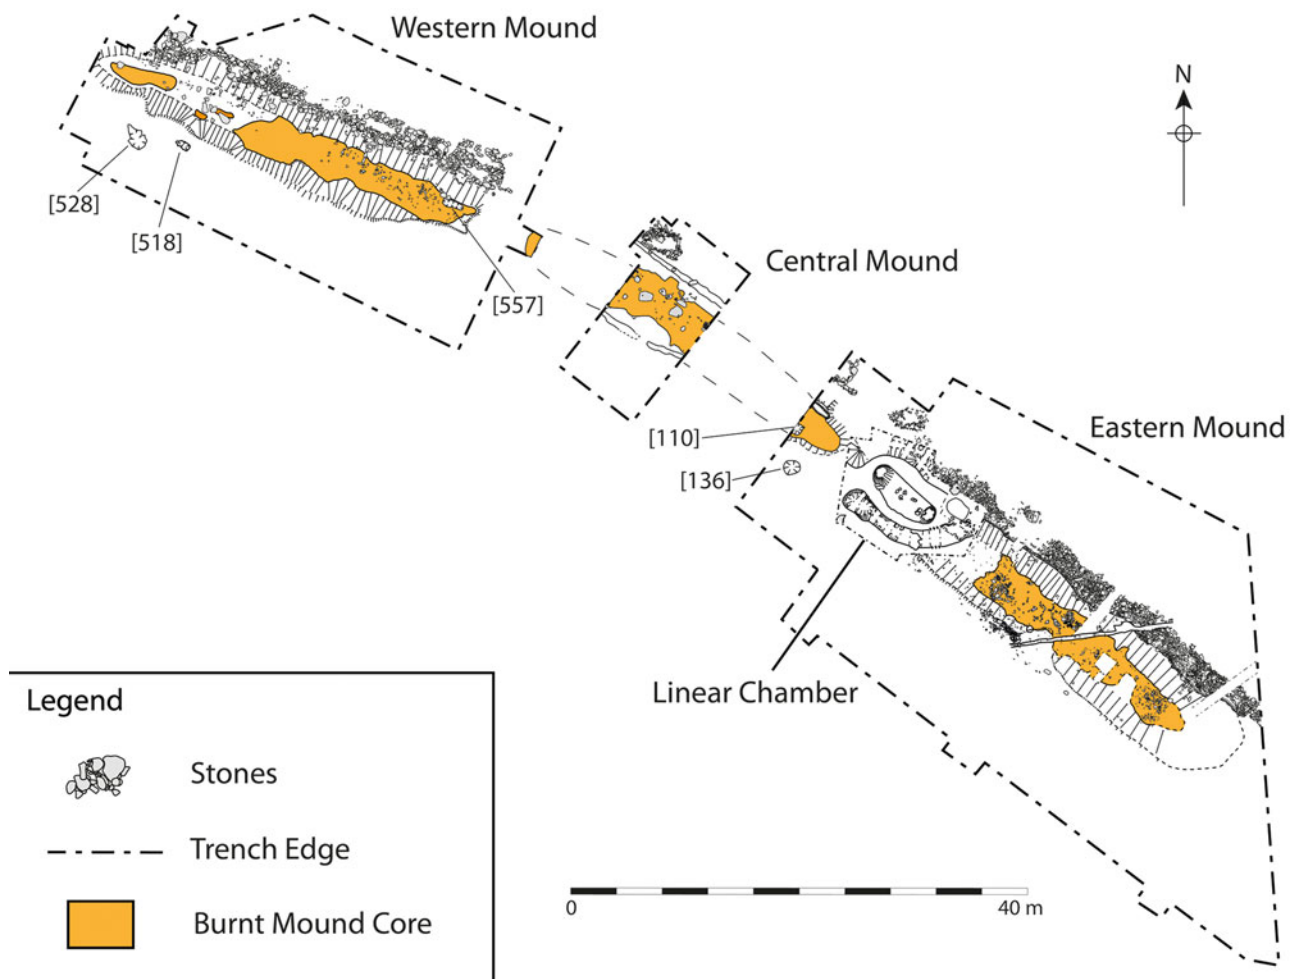 Western Mound
N
[528]
[518]
[557]
Central Mound
[110]
[136]
Eastern Mound
Linear Chamber
Legend
Stones
Trench Edge
Burnt Mound Core
0
40 m